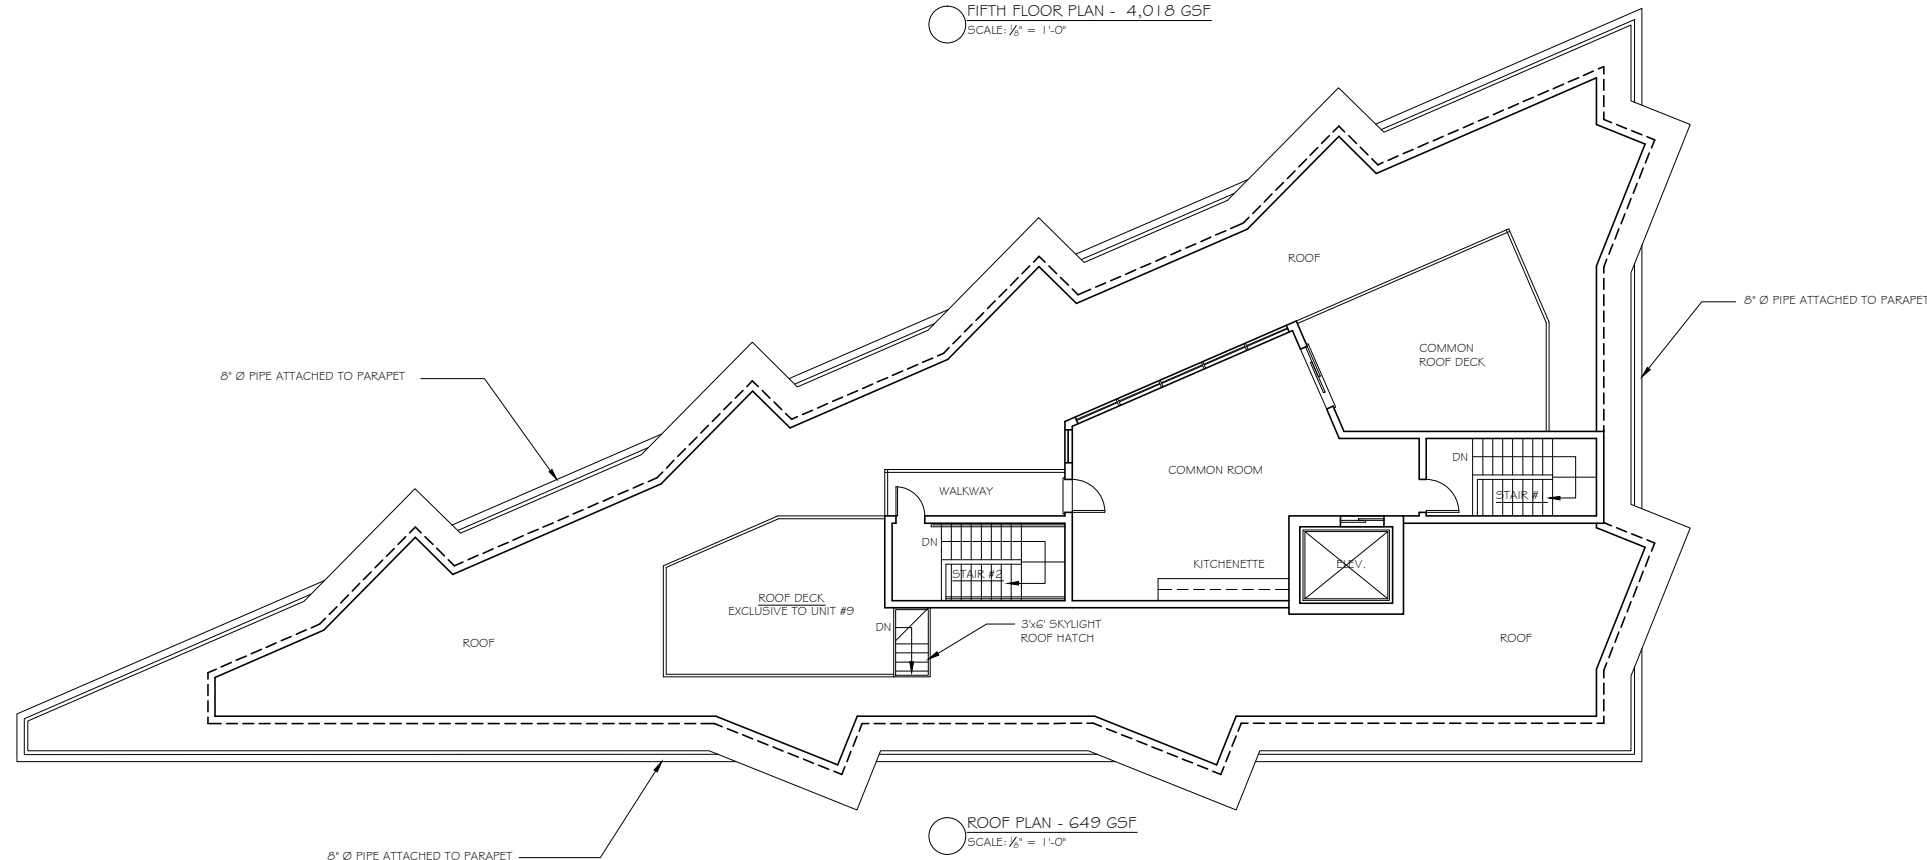 FIFTH FLOOR PLAN - 4,018 GSF
SCALE: ⅛" = 1'-0"
ROOF
8" Ø PIPE ATTACHED TO PARAPET
COMMON
ROOF DECK
8" Ø PIPE ATTACHED TO PARAPET
DN
COMMON ROOM
WALKWAY
STAIR #
DN
KITCHENETTE
ELEV.
STAIR #2
ROOF DECK
EXCLUSIVE TO UNIT #9
DN
3'x6' SKYLIGHT
ROOF HATCH
ROOF
ROOF
ROOF PLAN - 649 GSF
SCALE: ⅛" = 1'-0"
8" Ø PIPE ATTACHED TO PARAPET